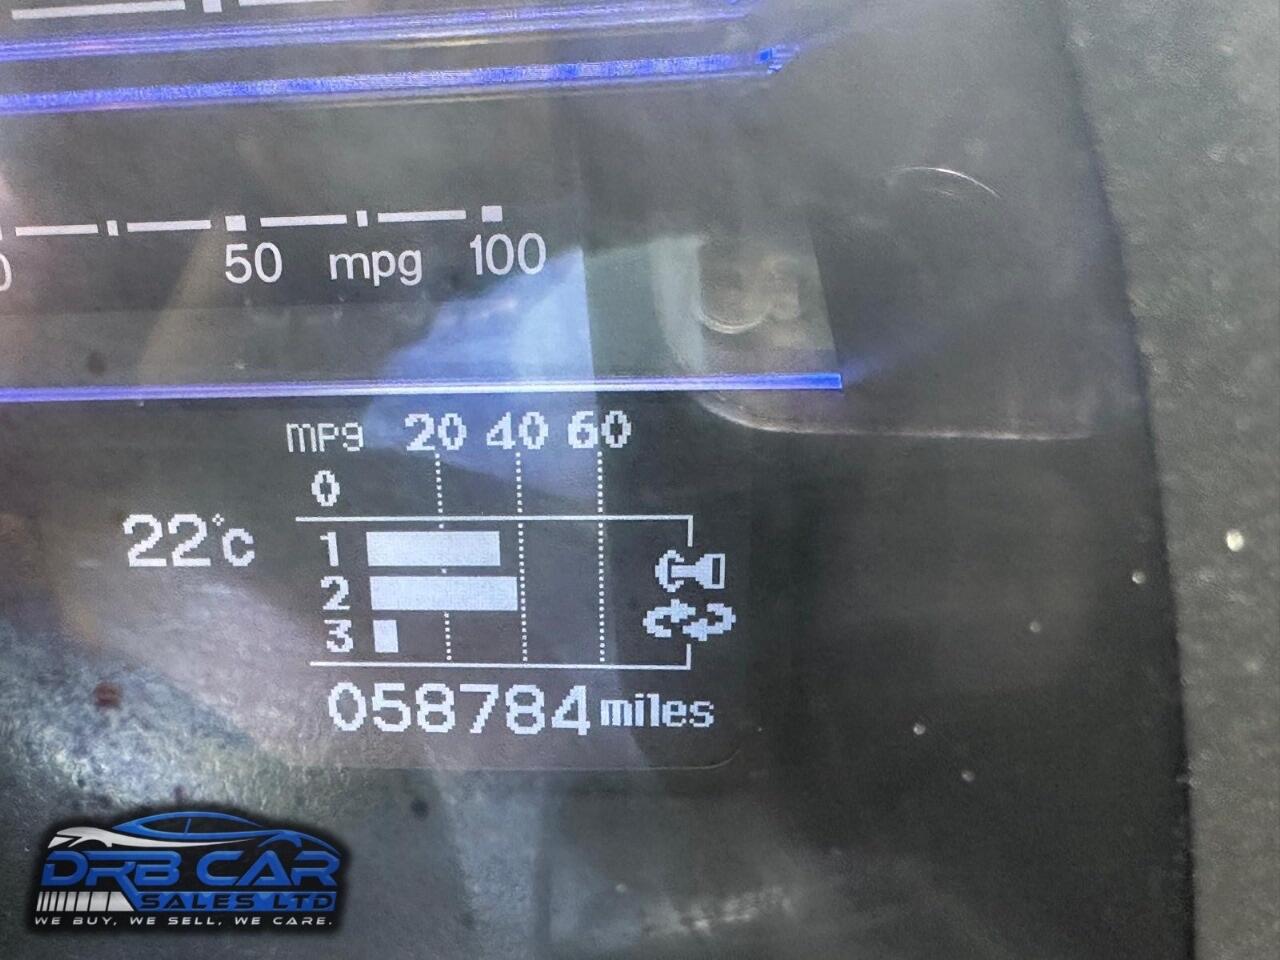 50 mpg 100
mpg 20 40 60
0
22°c
1
2
3
058784 miles
DRB CAR
SALES LTD
WE BUY, WE SELL, WE CARE.